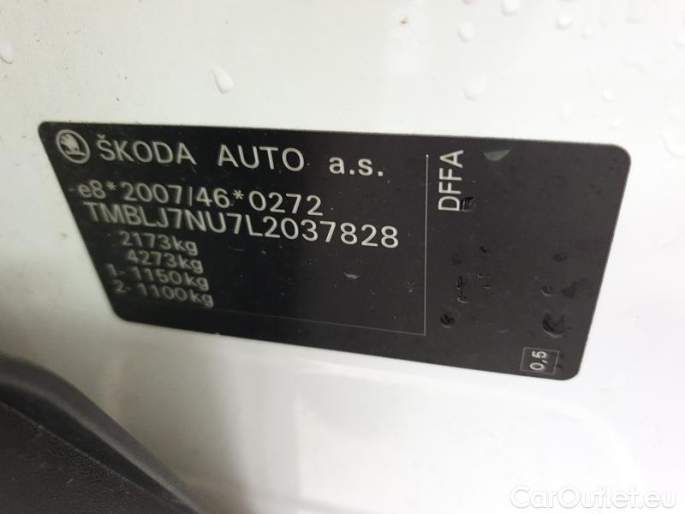 ŠKODA AUTO a.s.
e8*2007/46*0272
TMBLJ7NU7L2037828
2173kg
4273kg
1-1150kg
2-1100kg
DFFA
0,5
CarOutlet.eu